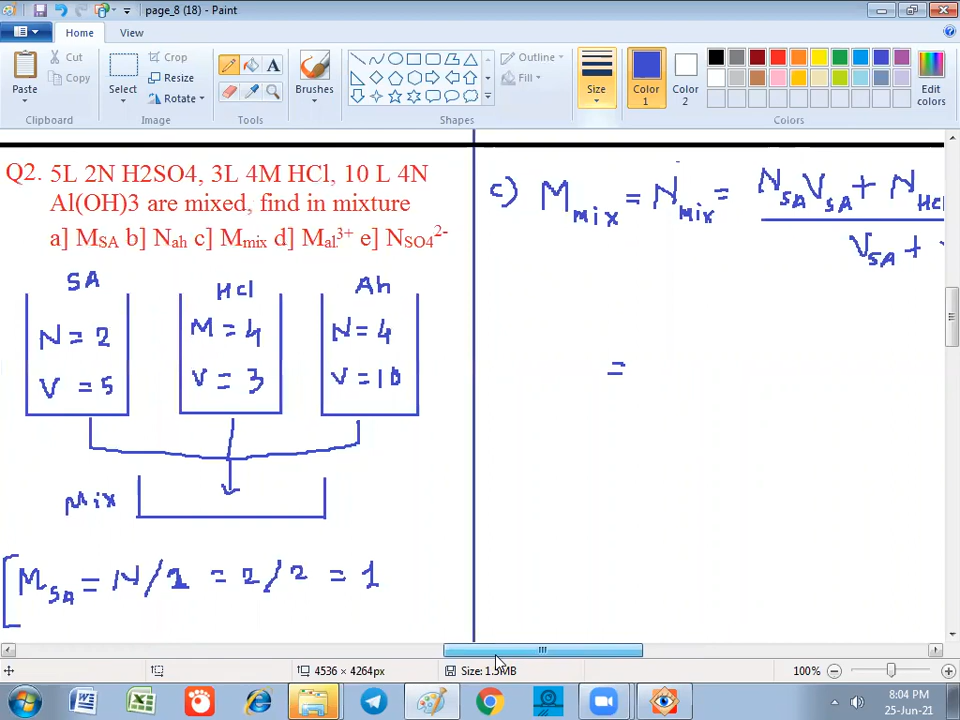 page_8 (18) - Paint
Home View
Paste Cut Copy Clipboard
Select Crop Resize Rotate Image
Tools
Brushes
Outline Fill Shapes
Size
Color 1
Color 2
Edit colors
Colors
Q2. 5L 2N H2SO4, 3L 4M HCl, 10 L 4N
Al(OH)3 are mixed, find in mixture
a] MSA b] Nah c] Mmix d] Mal3+ e] NSO42-
SA HCl Ah
N = 2 M = 4 N = 4
V = 5 V = 3 V = 10
Mix
MSA = N/2 = 2/2 = 1
c) Mmix = Nmix = NSAVSA + NHCl
VSA +
=
4536 × 4264px
Size: 1.3MB
100%
8:04 PM
25-Jun-21